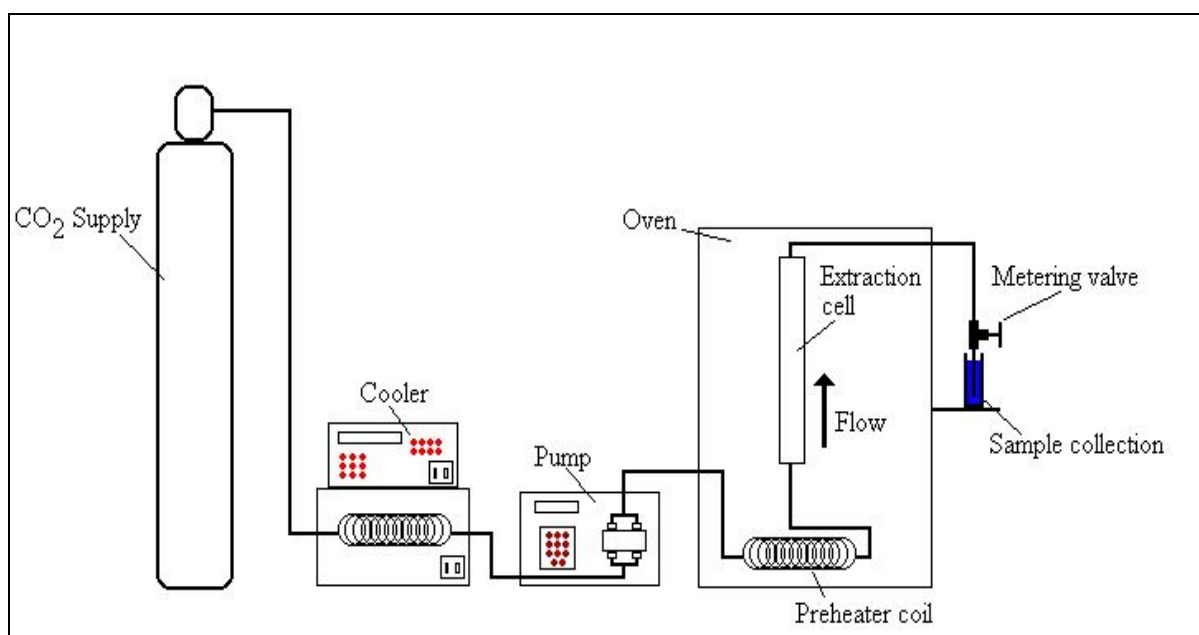 CO2 Supply
Cooler
Pump
Oven
Extraction
cell
Flow
Preheater coil
Metering valve
Sample collection